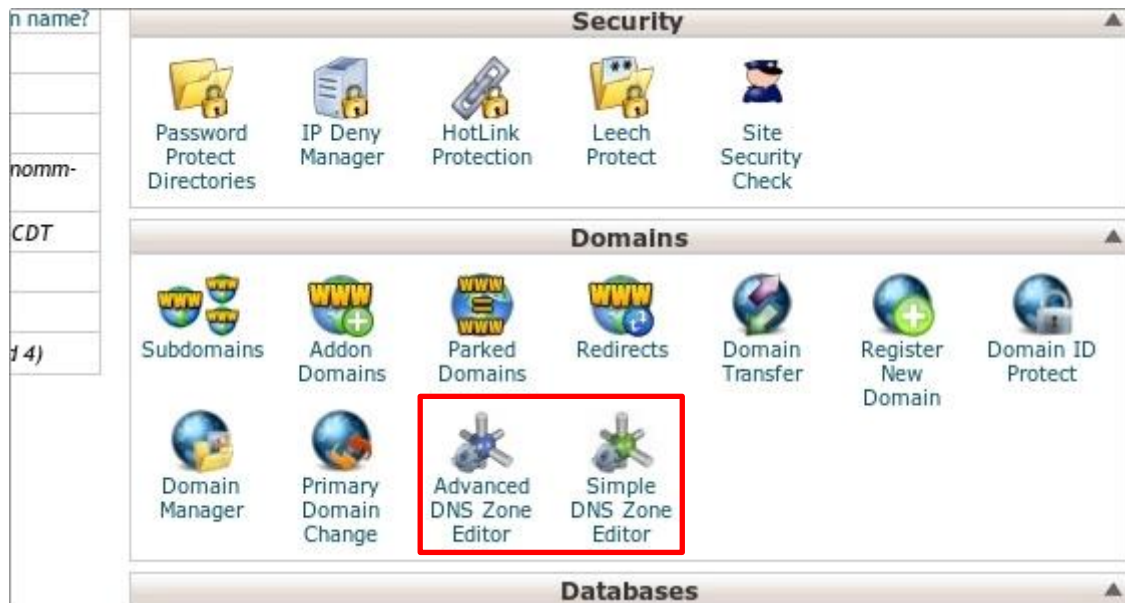 n name?
nomm-
CDT
d 4)
Security
Password
Protect
Directories
IP Deny
Manager
HotLink
Protection
Leech
Protect
Site
Security
Check
Domains
Subdomains
Addon
Domains
Parked
Domains
Redirects
Domain
Transfer
Register
New
Domain
Domain ID
Protect
Domain
Manager
Primary
Domain
Change
Advanced
DNS Zone
Editor
Simple
DNS Zone
Editor
Databases